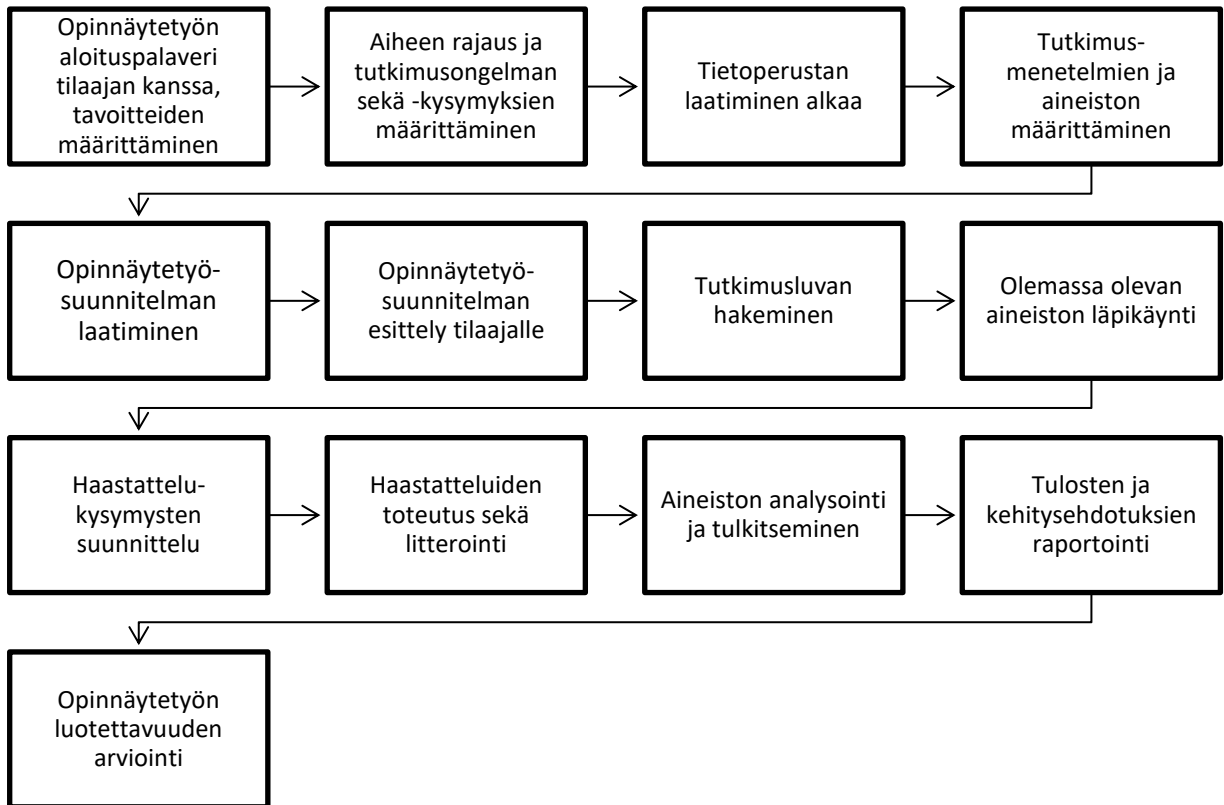 Opinnäytetyön
aloituspalaveri
tilaajan kanssa,
tavoitteiden
määrittäminen
Aiheen rajaus ja
tutkimusongelman
sekä -kysymyksien
määrittäminen
Tietoperustan
laatiminen alkaa
Tutkimus-
menetelmien ja
aineiston
määrittäminen
Opinnäytetyö-
suunnitelman
laatiminen
Opinnäytetyö-
suunnitelman
esittely tilaajalle
Tutkimusluvan
hakeminen
Olemassa olevan
aineiston läpikäynti
Haastattelu-
kysymysten
suunnittelu
Haastatteluiden
toteutus sekä
litterointi
Aineiston analysointi
ja tulkitseminen
Tulosten ja
kehitysehdotuksien
raportointi
Opinnäytetyön
luotettavuuden
arviointi